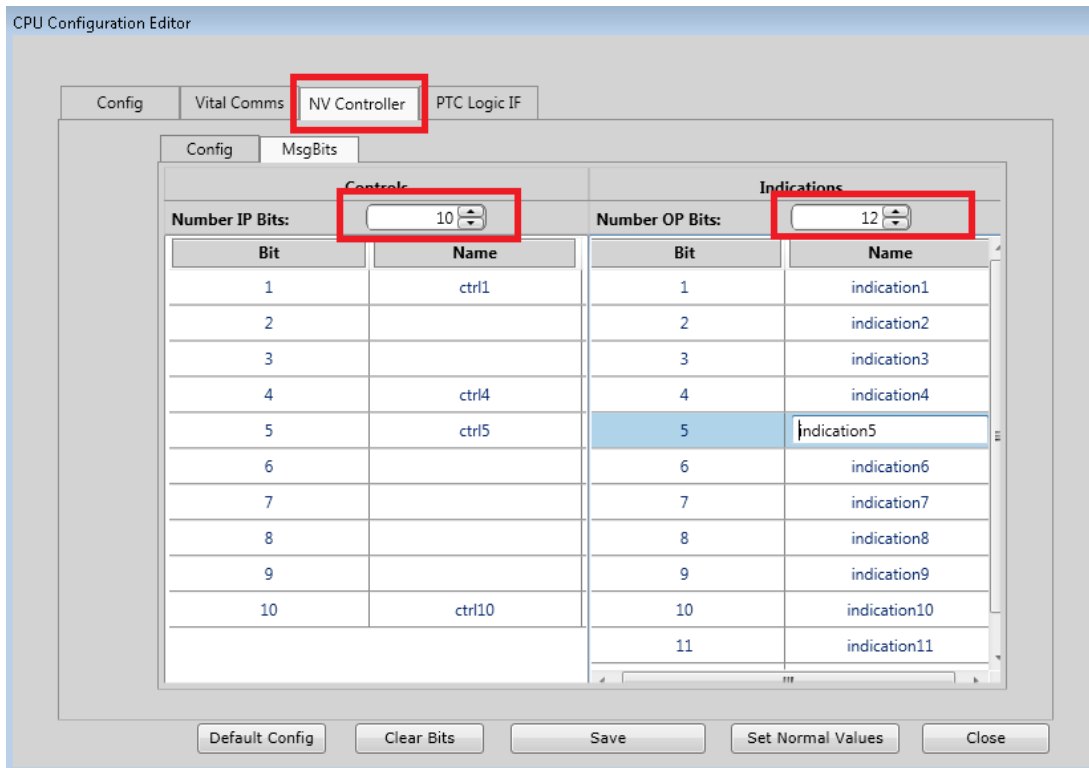 CPU Configuration Editor
Config Vital Comms NV Controller PTC Logic IF
Config MsgBits
Controls Indications
Number IP Bits: 10 Number OP Bits: 12
Bit Name Bit Name
1 ctrl1 1 indication1
2 2 indication2
3 3 indication3
4 ctrl4 4 indication4
5 ctrl5 5 indication5
6 6 indication6
7 7 indication7
8 8 indication8
9 9 indication9
10 ctrl10 10 indication10
11 indication11
Default Config Clear Bits Save Set Normal Values Close